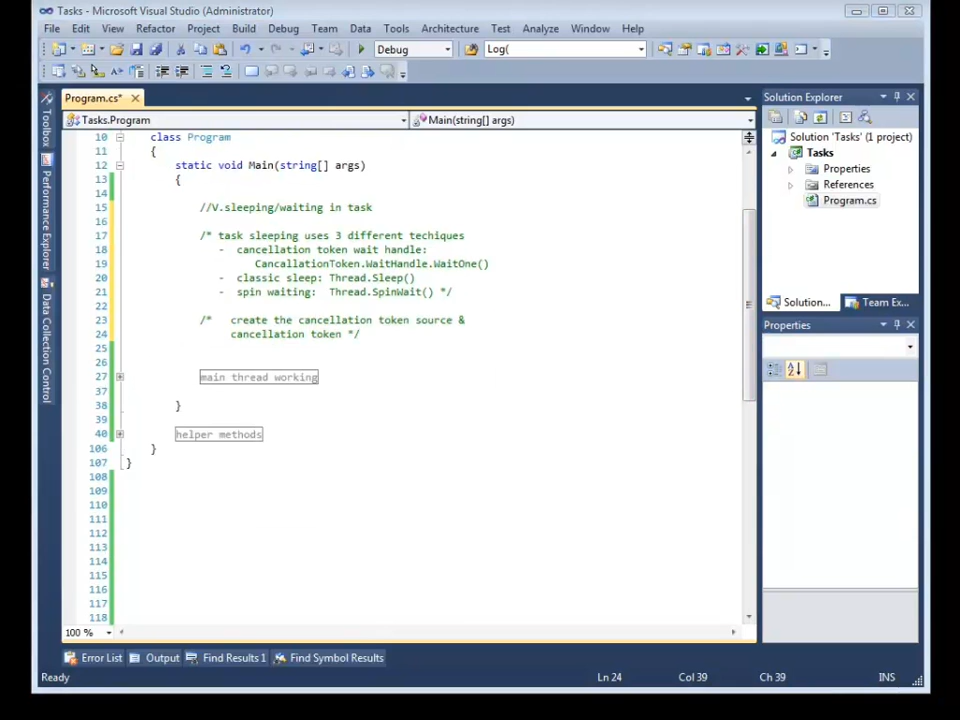 Tasks - Microsoft Visual Studio (Administrator)
File Edit View Refactor Project Build Debug Team Data Tools Architecture Test Analyze Window Help
Debug Log(
Program.cs* Solution Explorer
Tasks.Program Main(string[] args)
Toolbox
Performance Explorer
Data Collection Control
10 class Program
11 {
12 static void Main(string[] args)
13 {
14
15 //V.sleeping/waiting in task
16
17 /* task sleeping uses 3 different techiques
18 - cancellation token wait handle:
19 CancallationToken.WaitHandle.WaitOne()
20 - classic sleep: Thread.Sleep()
21 - spin waiting: Thread.SpinWait() */
22
23 /* create the cancellation token source &
24 cancellation token */
25
26
27 main thread working
37
38 }
39
40 helper methods
106 }
107 }
108
109
110
111
112
113
114
115
116
117
118
100 %
Solution 'Tasks' (1 project)
Tasks
Properties
References
Program.cs
Solution... Team Ex...
Properties
Error List Output Find Results 1 Find Symbol Results
Ready Ln 24 Col 39 Ch 39 INS